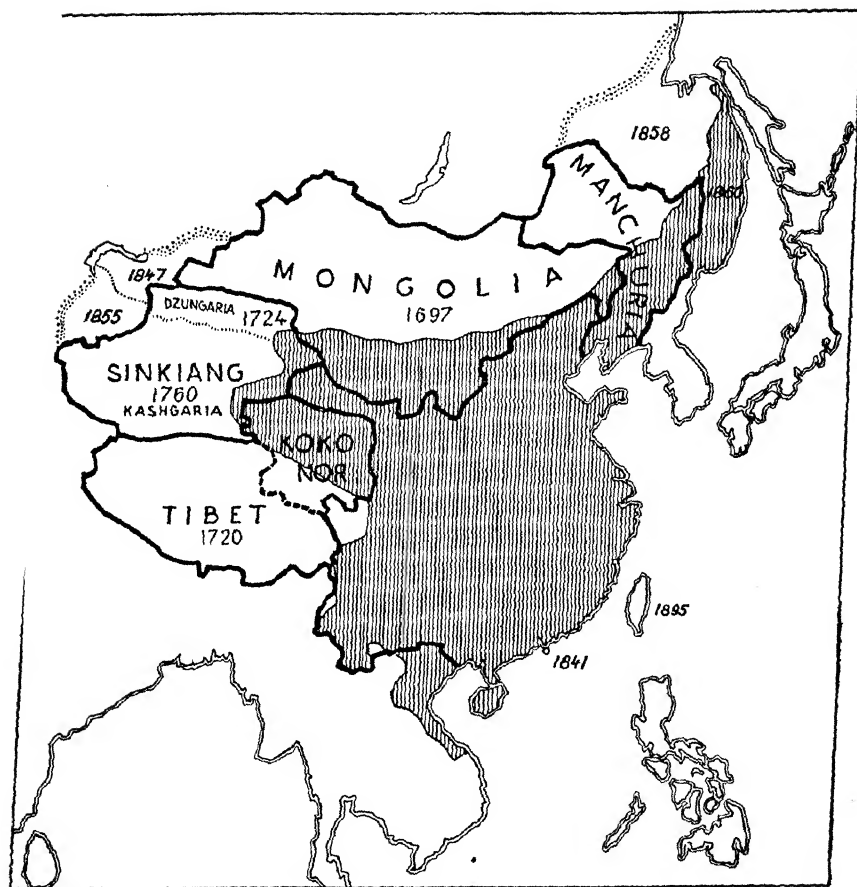 1858
MANCHURIA
1860
1847
MONGOLIA
DZUNGARIA
1724
1697
1855
SINKIANG
1760
KASHGARIA
KOKO
NOR
TIBET
1720
1895
1841